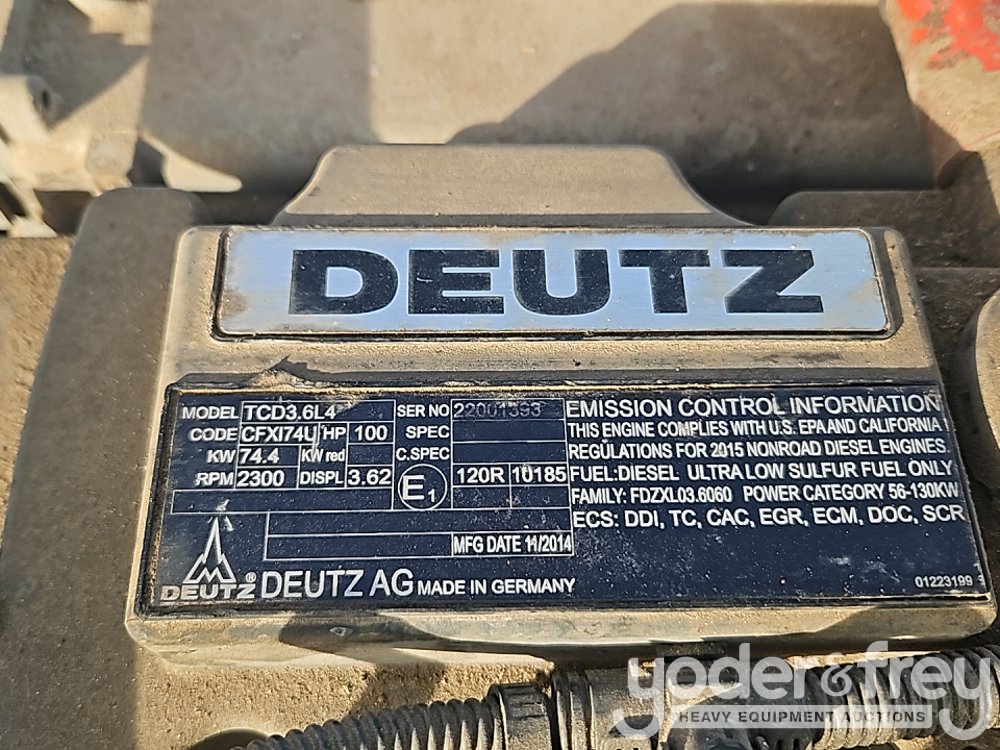 DEUTZ
MODEL TCD3.6L4 SER NO 22001393
CODE CFXI74U HP 100 SPEC
KW 74.4 KW red C.SPEC
RPM 2300 DISPL 3.62 E1 120R 10185
MFG DATE 11/2014
EMISSION CONTROL INFORMATION
THIS ENGINE COMPLIES WITH U.S. EPA AND CALIFORNIA
REGULATIONS FOR 2015 NONROAD DIESEL ENGINES.
FUEL:DIESEL ULTRA LOW SULFUR FUEL ONLY
FAMILY: FDZXL03.6060 POWER CATEGORY 56-130KW
ECS: DDI, TC, CAC, EGR, ECM, DOC, SCR
DEUTZ® DEUTZ AG MADE IN GERMANY
01223199
yoder&frey
HEAVY EQUIPMENT AUCTIONS